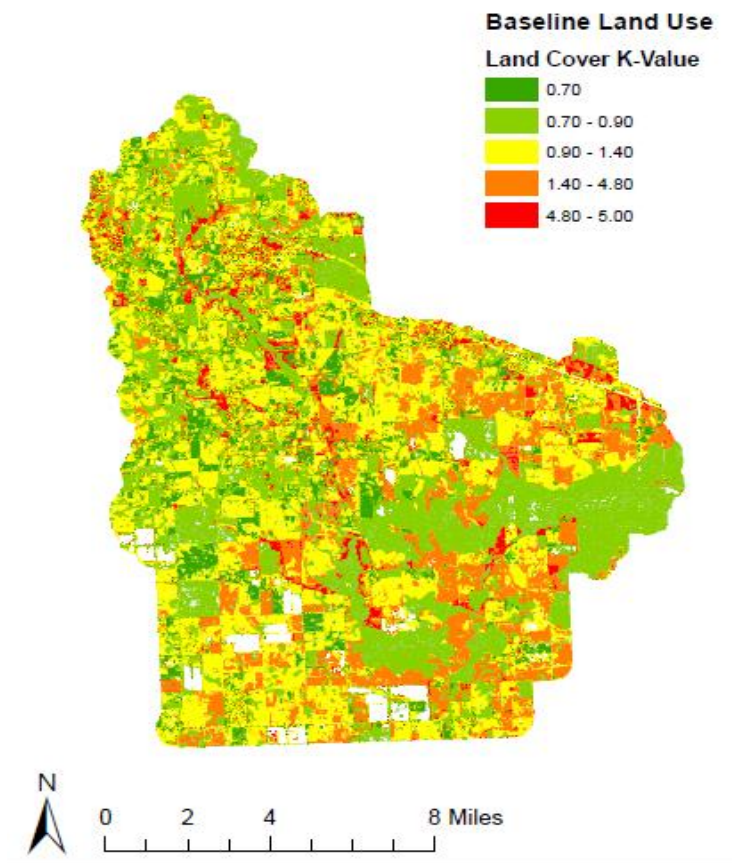 Baseline Land Use
Land Cover K-Value
0.70
0.70 - 0.90
0.90 - 1.40
1.40 - 4.80
4.80 - 5.00
N
0 2 4 8 Miles